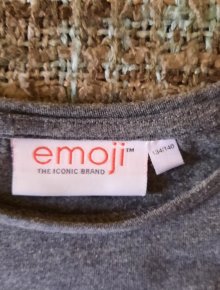 emoji™
THE ICONIC BRAND
134/140